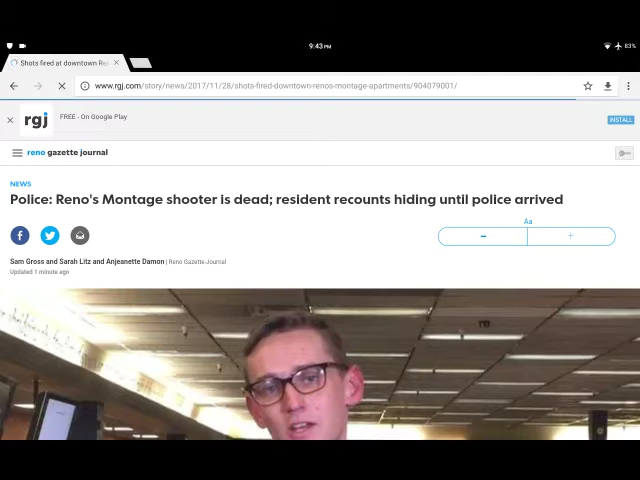 9:43 PM
83%
Shots fired at downtown Re
www.rgj.com/story/news/2017/11/28/shots-fired-downtown-renos-montage-apartments/904079001/
rgj
FREE - On Google Play
INSTALL
reno gazette journal
NEWS
Police: Reno's Montage shooter is dead; resident recounts hiding until police arrived
Aa
- +
Sam Gross and Sarah Litz and Anjeanette Damon | Reno Gazette-Journal
Updated 1 minute ago